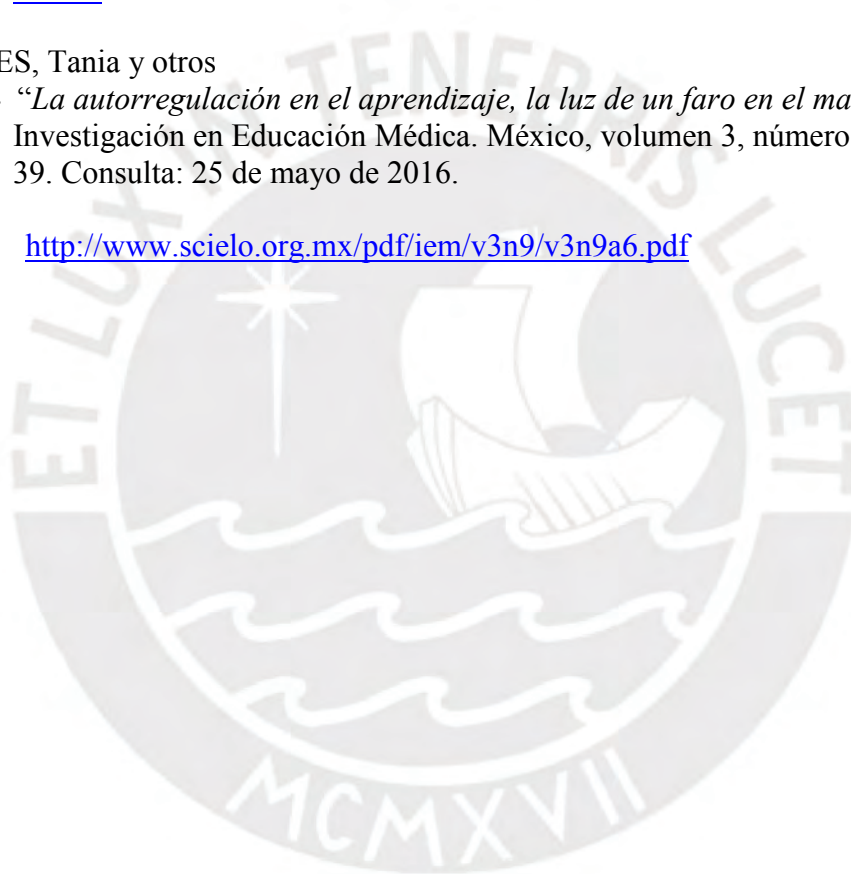 ES, Tania y otros
“La autorregulación en el aprendizaje, la luz de un faro en el ma
Investigación en Educación Médica. México, volumen 3, número
39. Consulta: 25 de mayo de 2016.
http://www.scielo.org.mx/pdf/iem/v3n9/v3n9a6.pdf
ET LUX IN TENEBRIS LUCET
MCMXVII